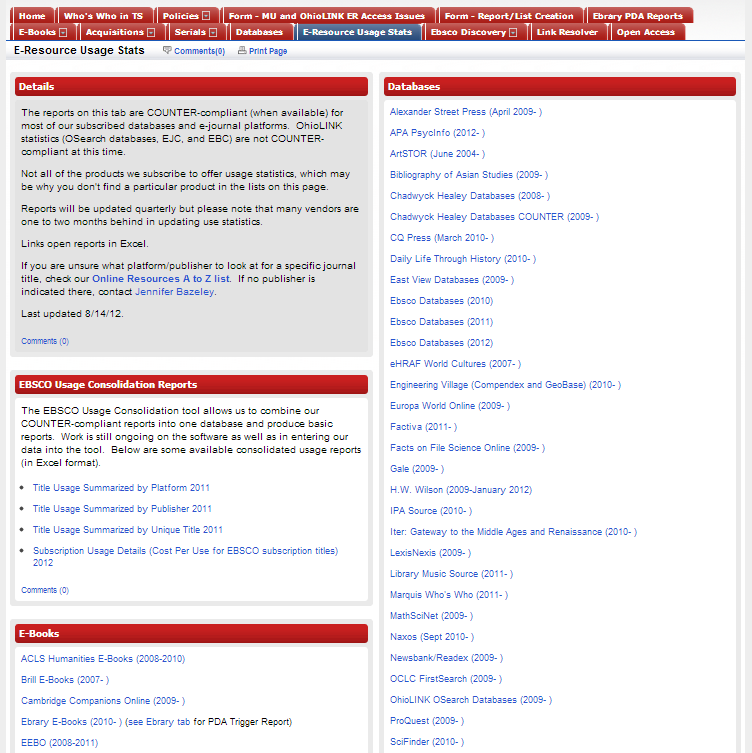 Home
Who's Who in TS
Policies
Form - MU and OhioLINK ER Access Issues
Form - Report/List Creation
Ebrary PDA Reports
E-Books
Acquisitions
Serials
Databases
E-Resource Usage Stats
Ebsco Discovery
Link Resolver
Open Access
E-Resource Usage Stats
Comments(0)
Print Page
Details
The reports on this tab are COUNTER-compliant (when available) for
most of our subscribed databases and e-journal platforms. OhioLINK
statistics (OSearch databases, EJC, and EBC) are not COUNTER-
compliant at this time.
Not all of the products we subscribe to offer usage statistics, which may
be why you don't find a particular product in the lists on this page.
Reports will be updated quarterly but please note that many vendors are
one to two months behind in updating use statistics.
Links open reports in Excel.
If you are unsure what platform/publisher to look at for a specific journal
title, check our Online Resources A to Z list. If no publisher is
indicated there, contact Jennifer Bazeley.
Last updated 8/14/12.
Comments (0)
EBSCO Usage Consolidation Reports
The EBSCO Usage Consolidation tool allows us to combine our
COUNTER-compliant reports into one database and produce basic
reports. Work is still ongoing on the software as well as in entering our
data into the tool. Below are some available consolidated usage reports
(in Excel format).
Title Usage Summarized by Platform 2011
Title Usage Summarized by Publisher 2011
Title Usage Summarized by Unique Title 2011
Subscription Usage Details (Cost Per Use for EBSCO subscription titles)
2012
Comments (0)
E-Books
ACLS Humanities E-Books (2008-2010)
Brill E-Books (2007- )
Cambridge Companions Online (2009- )
Ebrary E-Books (2010- ) (see Ebrary tab for PDA Trigger Report)
EEBO (2008-2011)
Databases
Alexander Street Press (April 2009- )
APA PsycInfo (2012- )
ArtSTOR (June 2004- )
Bibliography of Asian Studies (2009- )
Chadwyck Healey Databases (2008- )
Chadwyck Healey Databases COUNTER (2009- )
CQ Press (March 2010- )
Daily Life Through History (2010- )
East View Databases (2009- )
Ebsco Databases (2010)
Ebsco Databases (2011)
Ebsco Databases (2012)
eHRAF World Cultures (2007- )
Engineering Village (Compendex and GeoBase) (2010- )
Europa World Online (2009- )
Factiva (2011- )
Facts on File Science Online (2009- )
Gale (2009- )
H.W. Wilson (2009-January 2012)
IPA Source (2010- )
Iter: Gateway to the Middle Ages and Renaissance (2010- )
LexisNexis (2009- )
Library Music Source (2011- )
Marquis Who's Who (2011- )
MathSciNet (2009- )
Naxos (Sept 2010- )
Newsbank/Readex (2009- )
OCLC FirstSearch (2009- )
OhioLINK OSearch Databases (2009- )
ProQuest (2009- )
SciFinder (2010- )